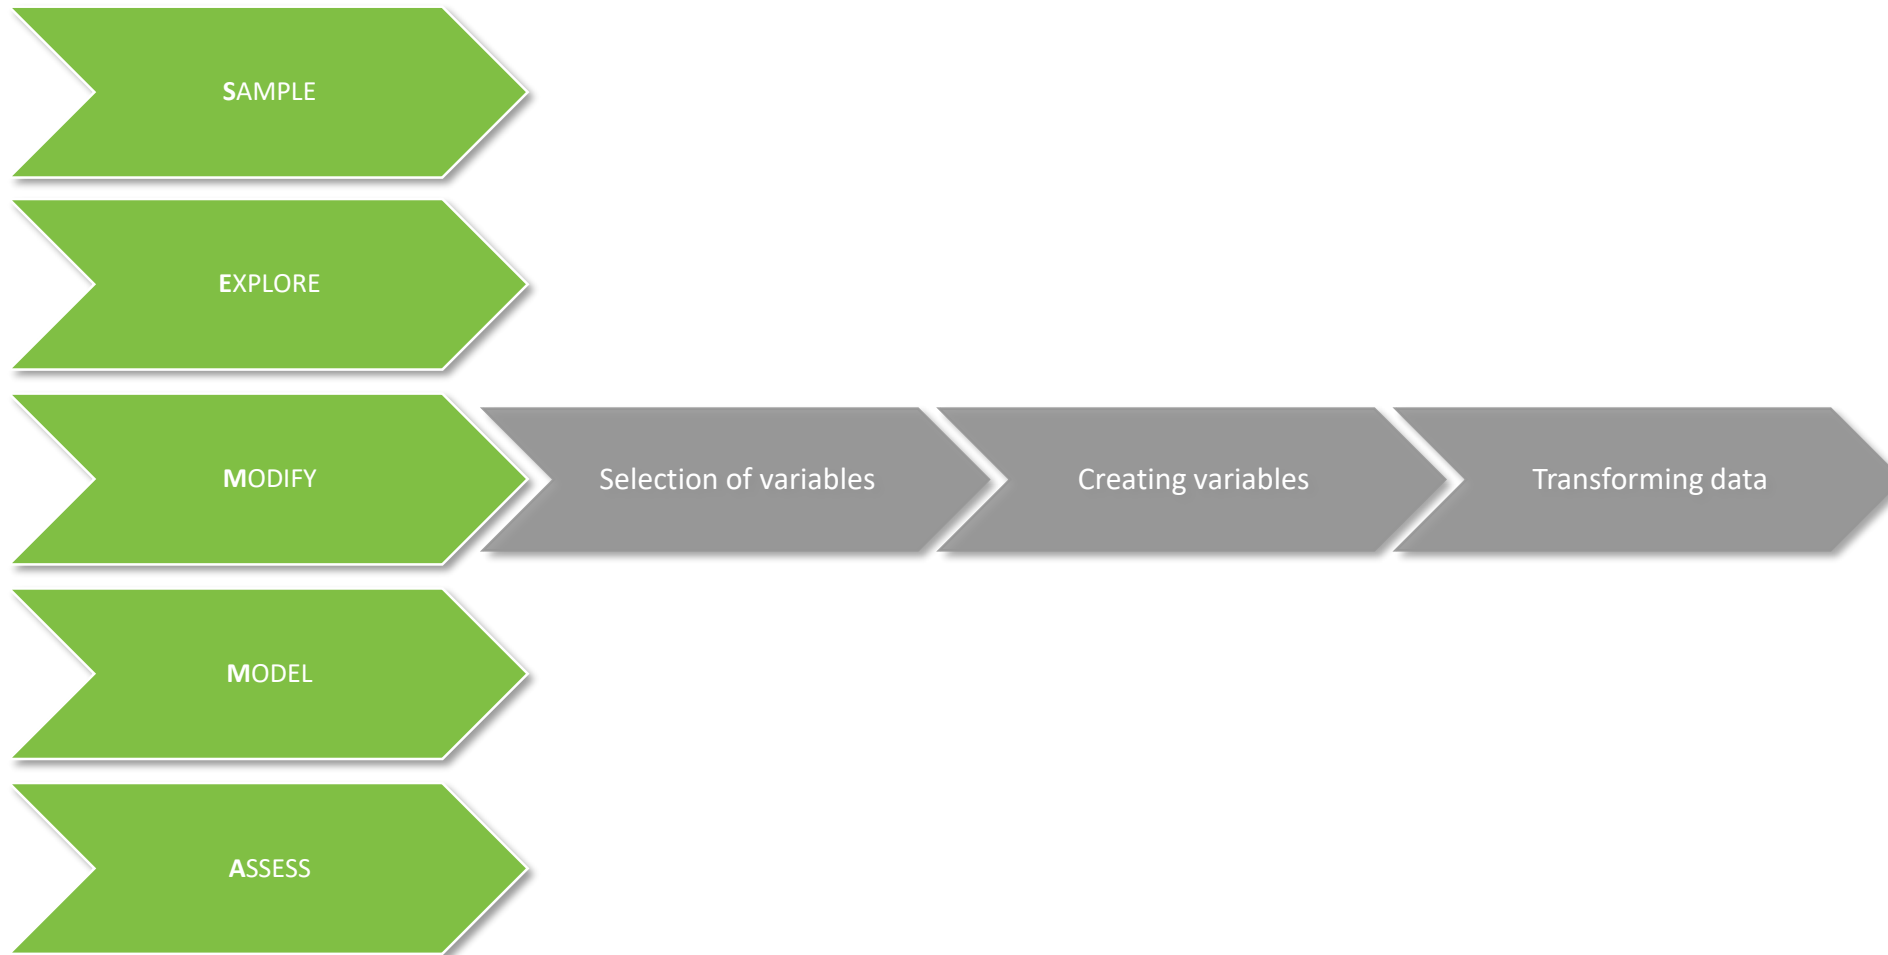 SAMPLE
EXPLORE
MODIFY
Selection of variables
Creating variables
Transforming data
MODEL
ASSESS